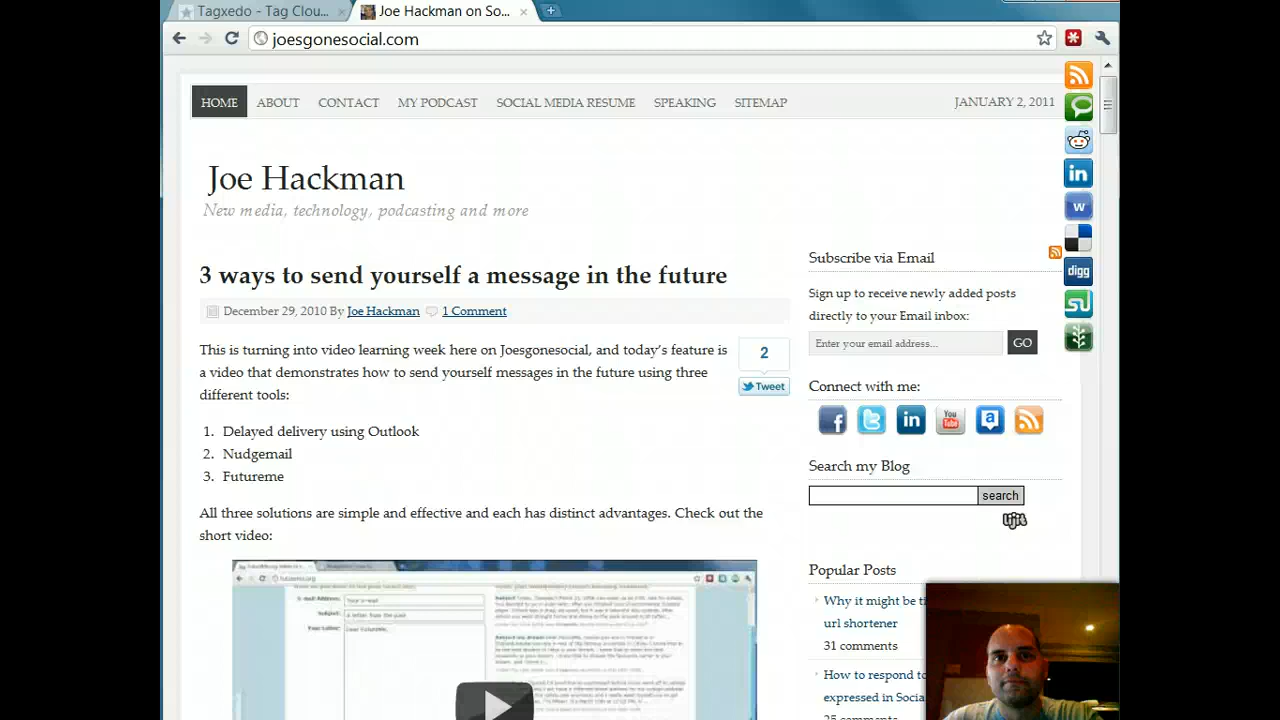 Tagxedo - Tag Clou...
Joe Hackman on So...
joesgonesocial.com
HOME ABOUT CONTACT MY PODCAST SOCIAL MEDIA RESUME SPEAKING SITEMAP JANUARY 2, 2011
Joe Hackman
New media, technology, podcasting and more
3 ways to send yourself a message in the future
December 29, 2010 By Joe Hackman 1 Comment
This is turning into video learning week here on Joesgonesocial, and today's feature is
a video that demonstrates how to send yourself messages in the future using three
different tools:
2
Tweet
1. Delayed delivery using Outlook
2. Nudgemail
3. Futureme
All three solutions are simple and effective and each has distinct advantages. Check out the
short video:
Subscribe via Email
Sign up to receive newly added posts
directly to your Email inbox:
Enter your email address...
GO
Connect with me:
You Tube
Search my Blog
search
Popular Posts
Why it might be
url shortener
31 comments
How to respond to
expressed in Socia
25 comments
in
w
digg